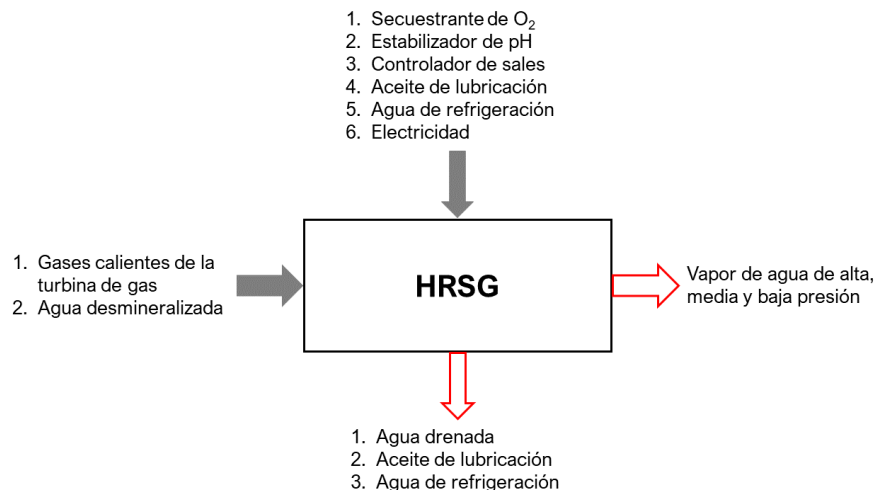 1. Secuestrante de O₂
2. Estabilizador de pH
3. Controlador de sales
4. Aceite de lubricación
5. Agua de refrigeración
6. Electricidad
1. Gases calientes de la
turbina de gas
2. Agua desmineralizada
HRSG
Vapor de agua de alta,
media y baja presión
1. Agua drenada
2. Aceite de lubricación
3. Agua de refrigeración